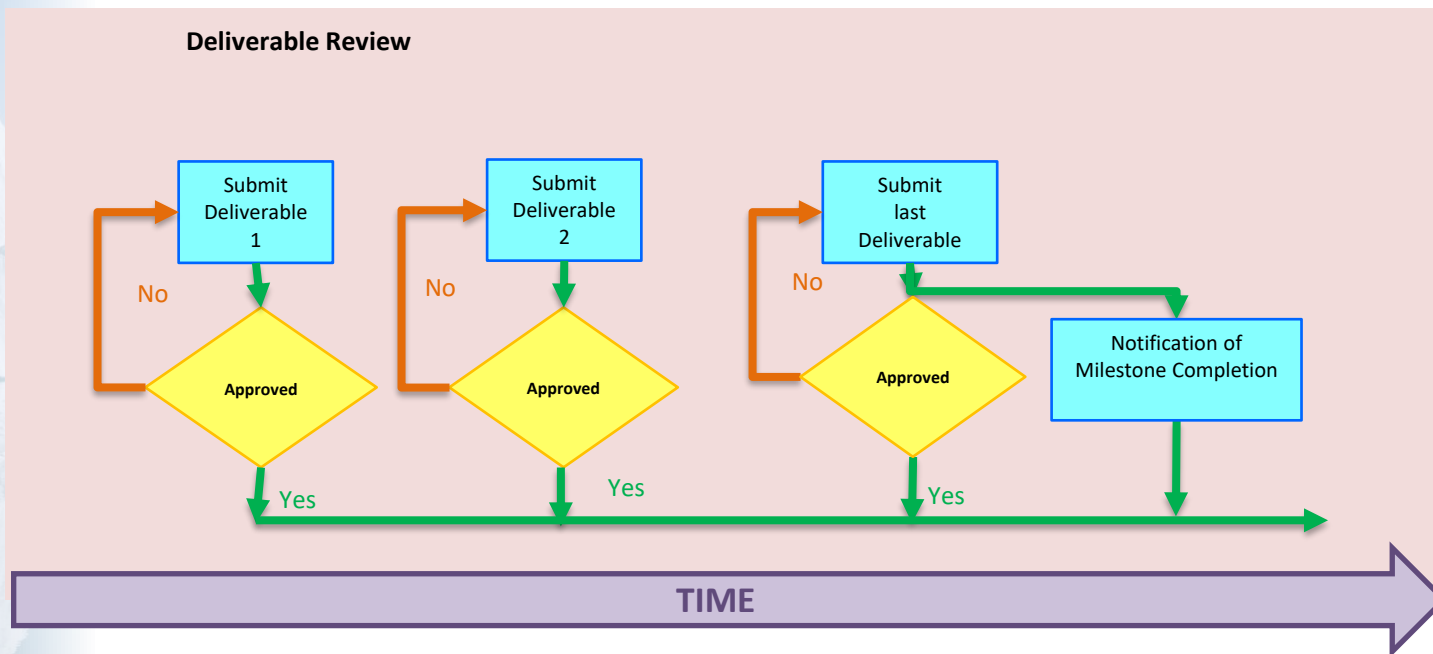 Deliverable Review
Submit
Deliverable
1
No
Approved
Yes
Submit
Deliverable
2
No
Approved
Yes
Submit
last
Deliverable
No
Approved
Yes
Notification of
Milestone Completion
TIME